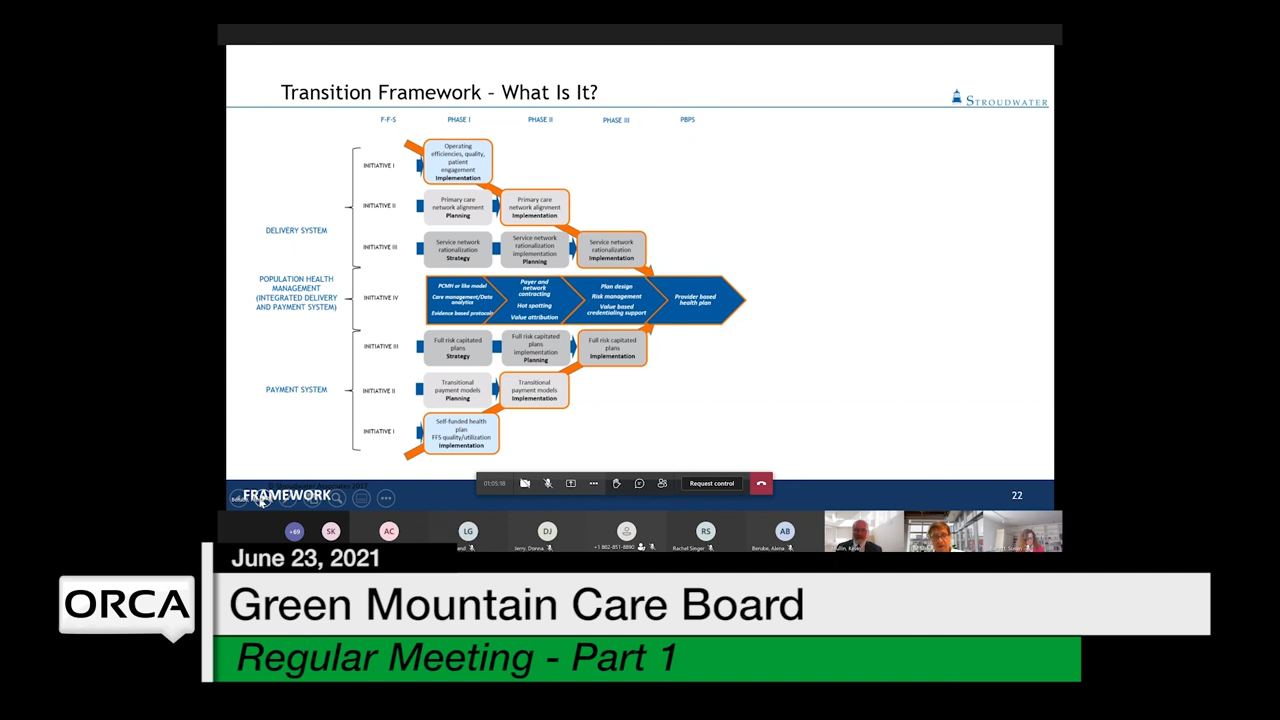 Transition Framework – What Is It?
STROUDWATER
F-F-S
PHASE I
PHASE II
PHASE III
PBPS
INITIATIVE I
Operating
efficiencies, quality,
patient
engagement
Implementation
INITIATIVE II
Primary care
network alignment
Planning
Primary care
network alignment
Implementation
DELIVERY SYSTEM
INITIATIVE III
Service network
rationalization
Strategy
Service network
rationalization
implementation
Planning
Service network
rationalization
Implementation
POPULATION HEALTH
MANAGEMENT
(INTEGRATED DELIVERY
AND PAYMENT SYSTEM)
INITIATIVE IV
PCMH or like model
Care management/Data
analytics
Evidence based protocols
Payer and
network
contracting
Hot spotting
Value attribution
Plan design
Risk management
Value based
credentialing support
Provider based
health plan
INITIATIVE III
Full risk capitated
plans
Strategy
Full risk capitated
plans
implementation
Planning
Full risk capitated
plans
Implementation
PAYMENT SYSTEM
INITIATIVE II
Transitional
payment models
Planning
Transitional
payment models
Implementation
INITIATIVE I
Self-funded health
plan
FFS quality/utilization
Implementation
© Stroudwater Associates 2017
FRAMEWORK
01:05:18
Request control
22
+69
SK
AC
LG
DJ
RS
AB
Jerry, Donna
+1 802-851-8890
Rachel Singer
Berube, Alena
June 23, 2021
ORCA
Green Mountain Care Board
Regular Meeting - Part 1